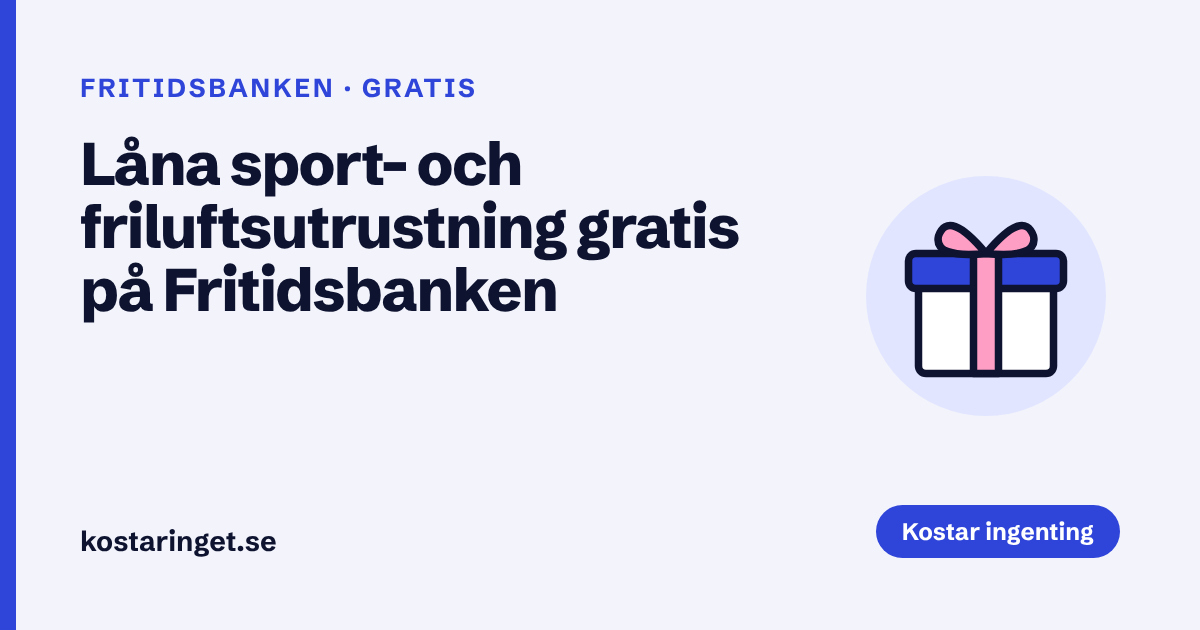 FRITIDSBANKEN · GRATIS
Låna sport- och
friluftsutrustning gratis
på Fritidsbanken
kostaringet.se
Kostar ingenting